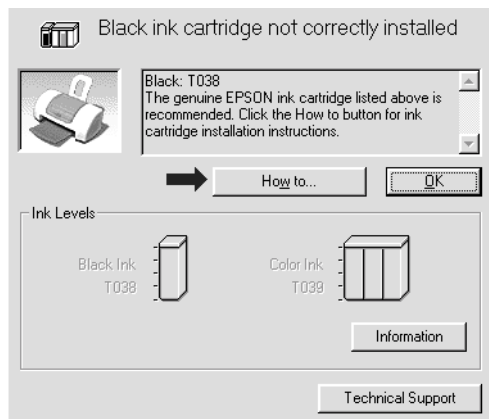 Black ink cartridge not correctly installed
Black: T038
The genuine EPSON ink cartridge listed above is
recommended. Click the How to button for ink
cartridge installation instructions.
How to...
OK
Ink Levels
Black Ink
T038
Color Ink
T039
Information
Technical Support